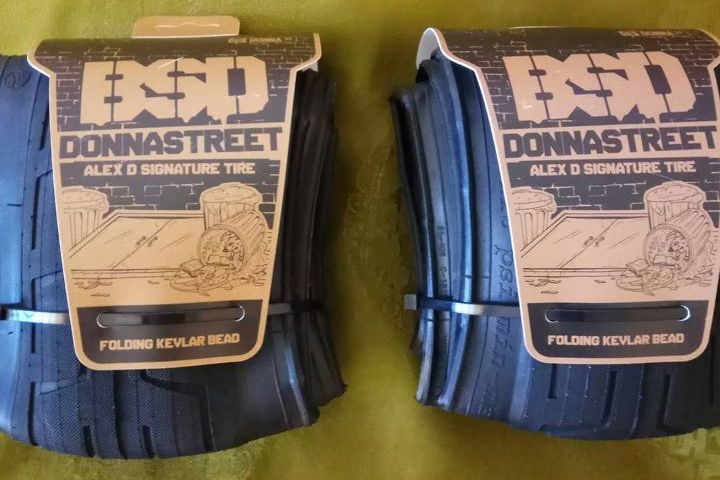 BSD
DONNASTREET
ALEX D SIGNATURE TIRE
FOLDING KEVLAR BEAD
BSD
DONNASTREET
ALEX D SIGNATURE TIRE
FOLDING KEVLAR BEAD